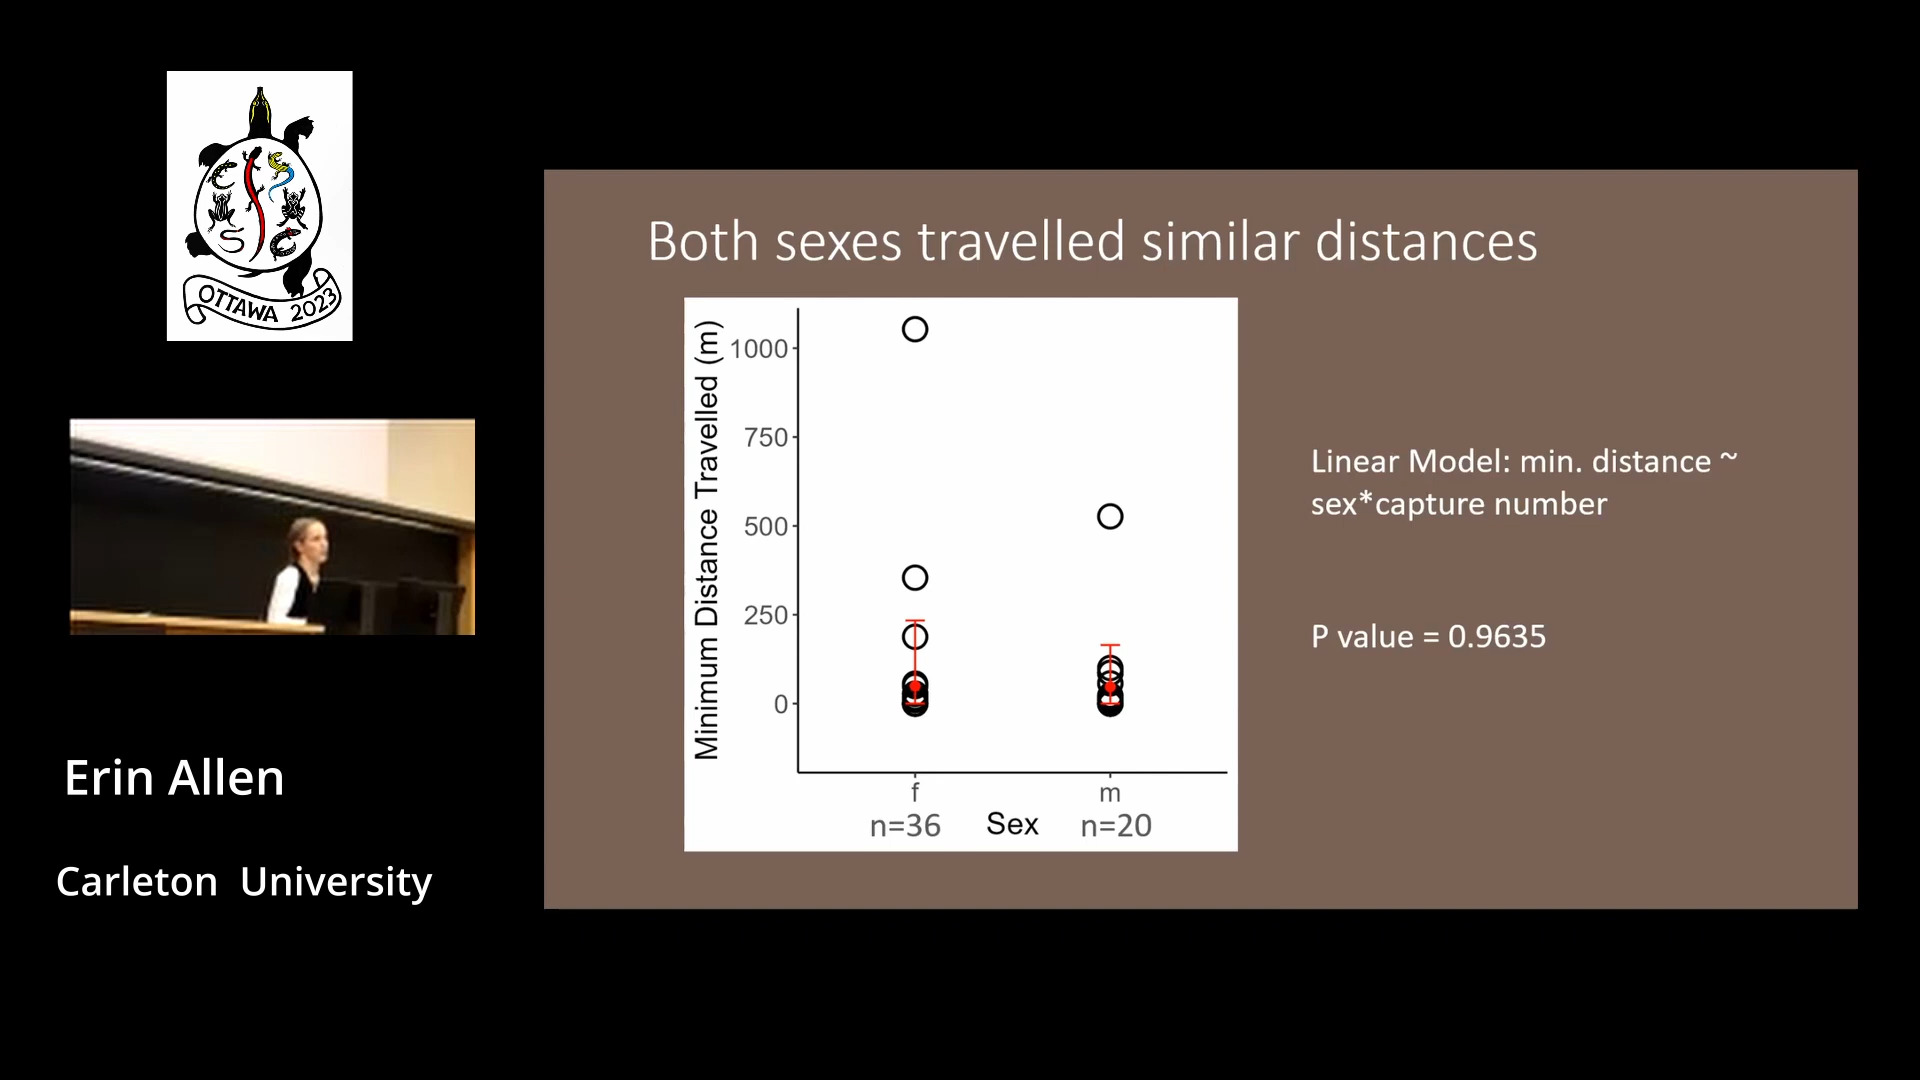 OTTAWA 2023
Erin Allen
Carleton University
Both sexes travelled similar distances
Minimum Distance Travelled (m)
1000
750
500
250
0
f
m
n=36
Sex
n=20
Linear Model: min. distance ~
sex*capture number
P value = 0.9635